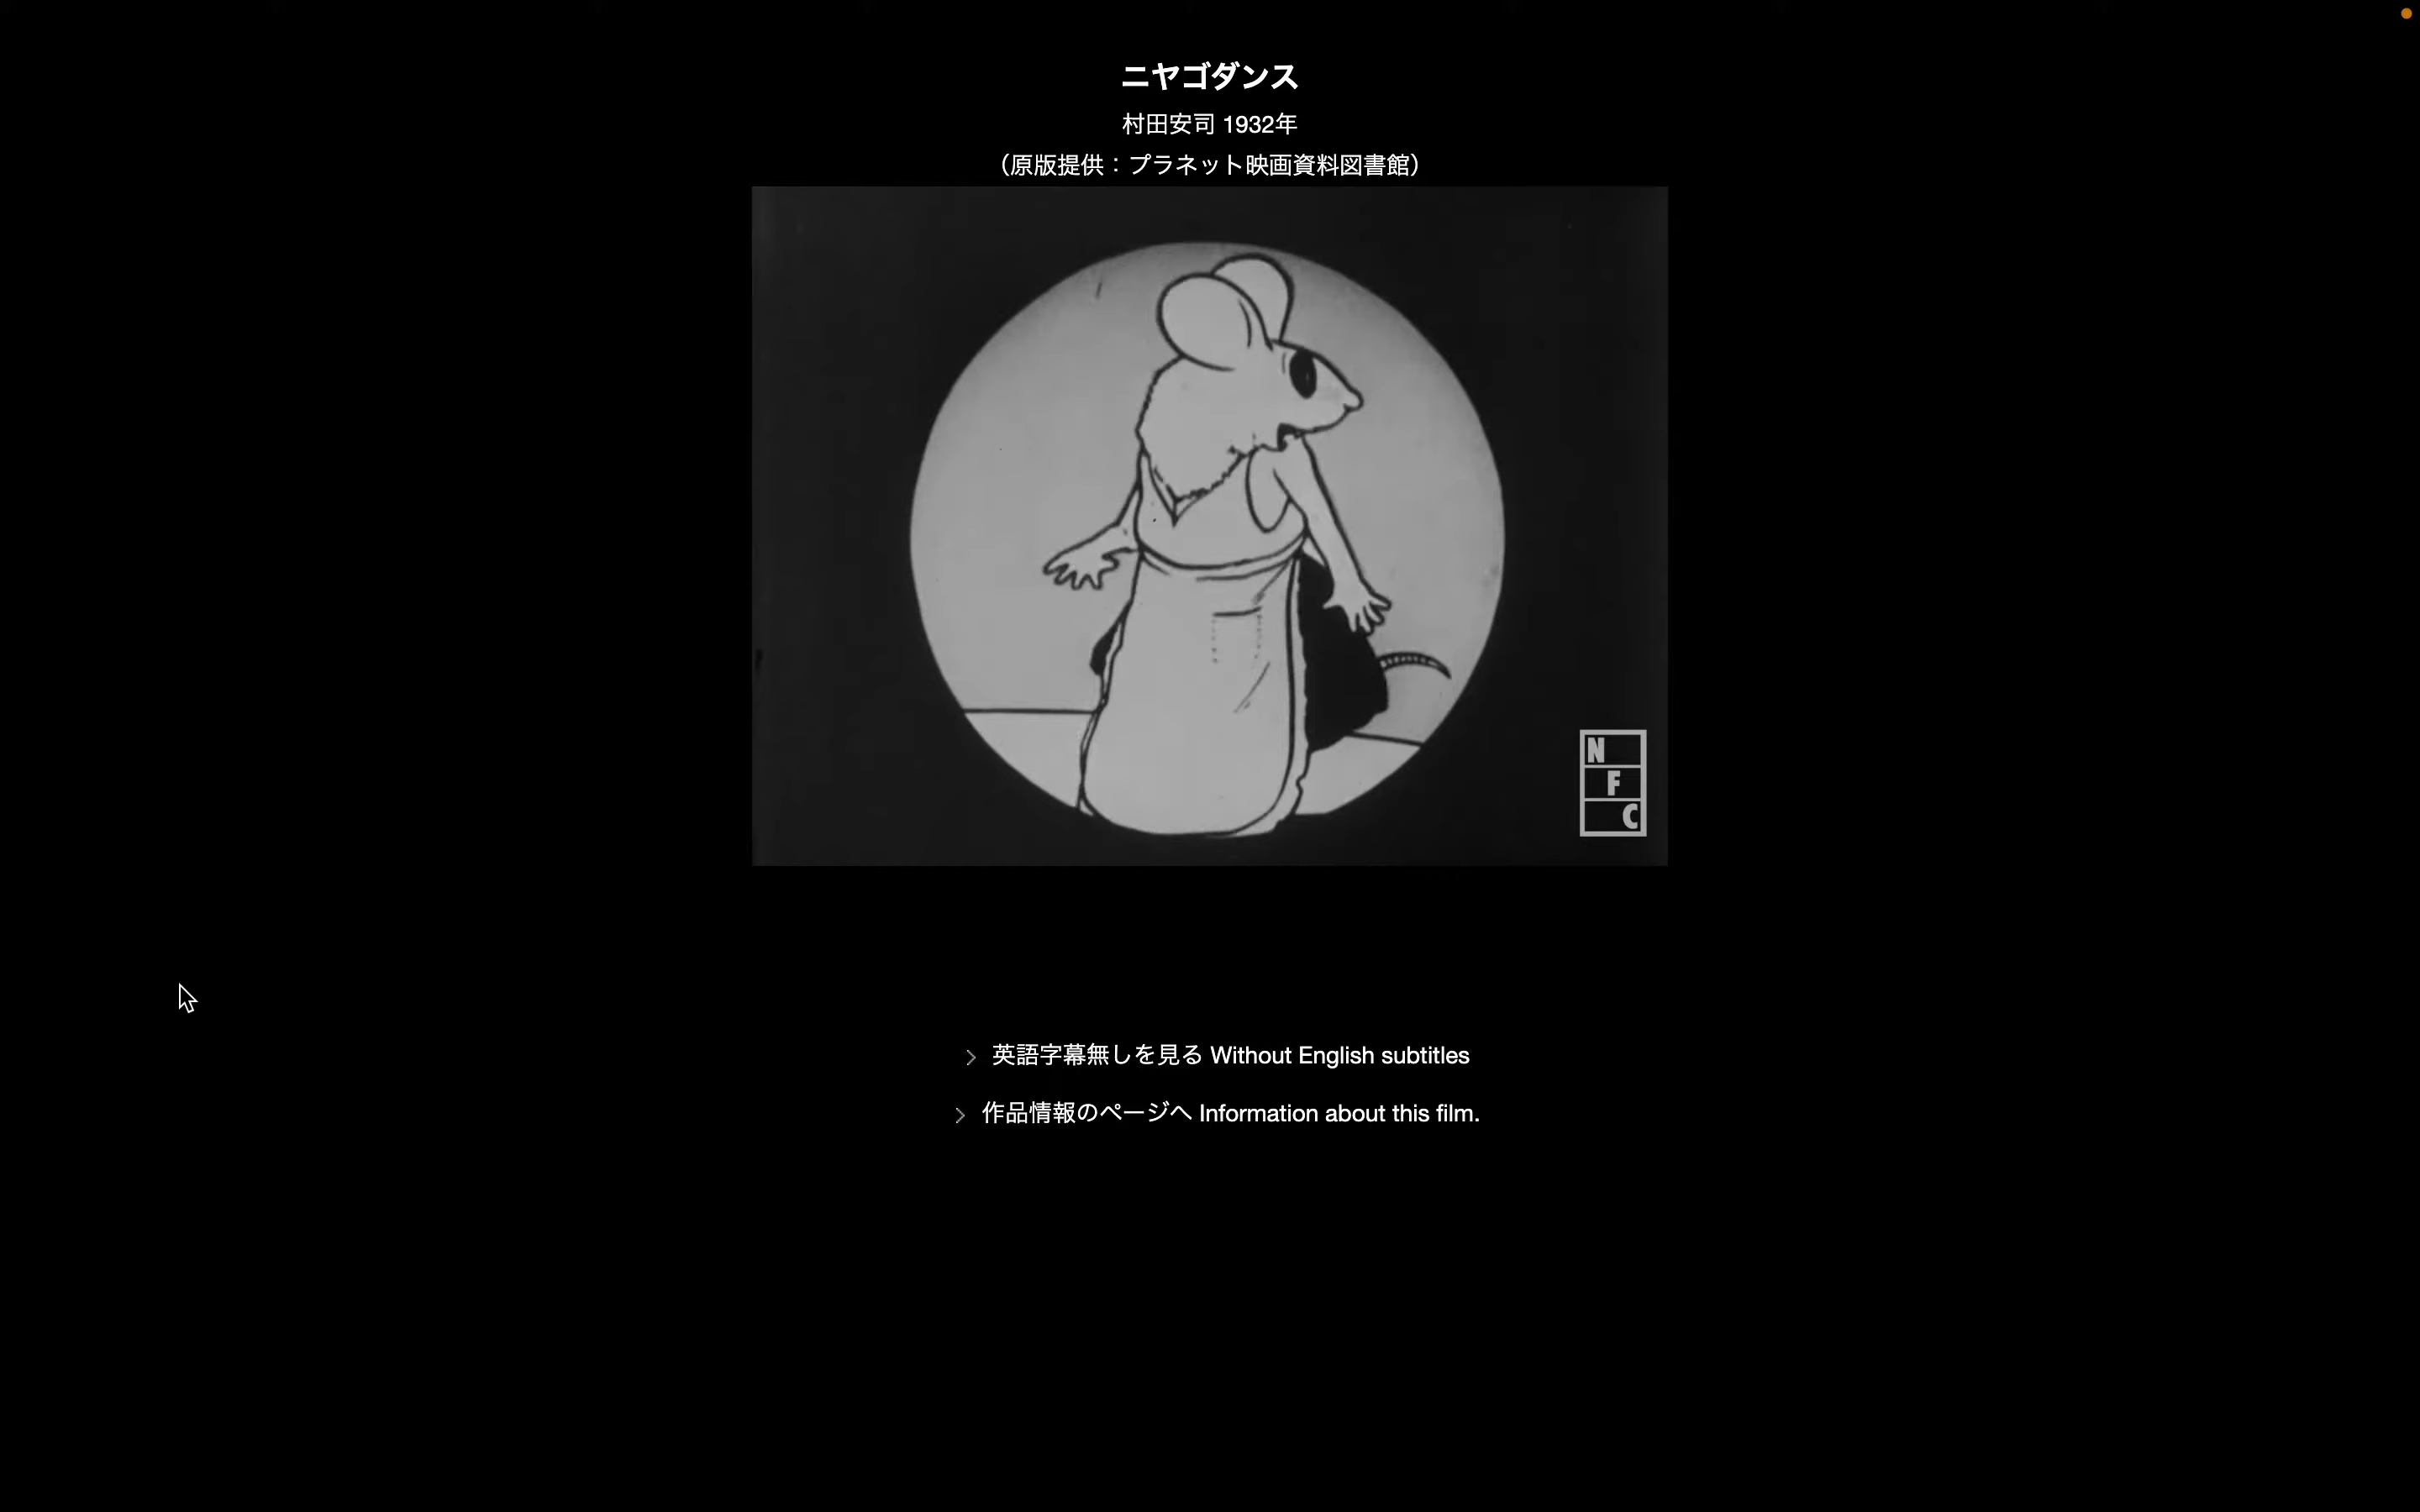 ニヤゴダンス
村田安司 1932年
（原版提供：プラネット映画資料図書館）
N
F
C
英語字幕無しを見る Without English subtitles
作品情報のページへ Information about this film.